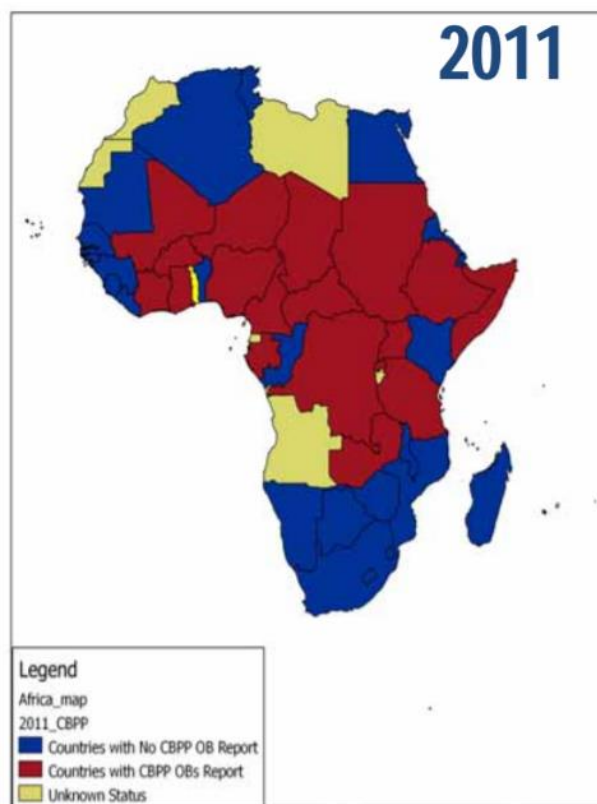 2011
Legend
Africa_map
2011_CBPP
Countries with No CBPP OB Report
Countries with CBPP OBs Report
Unknown Status